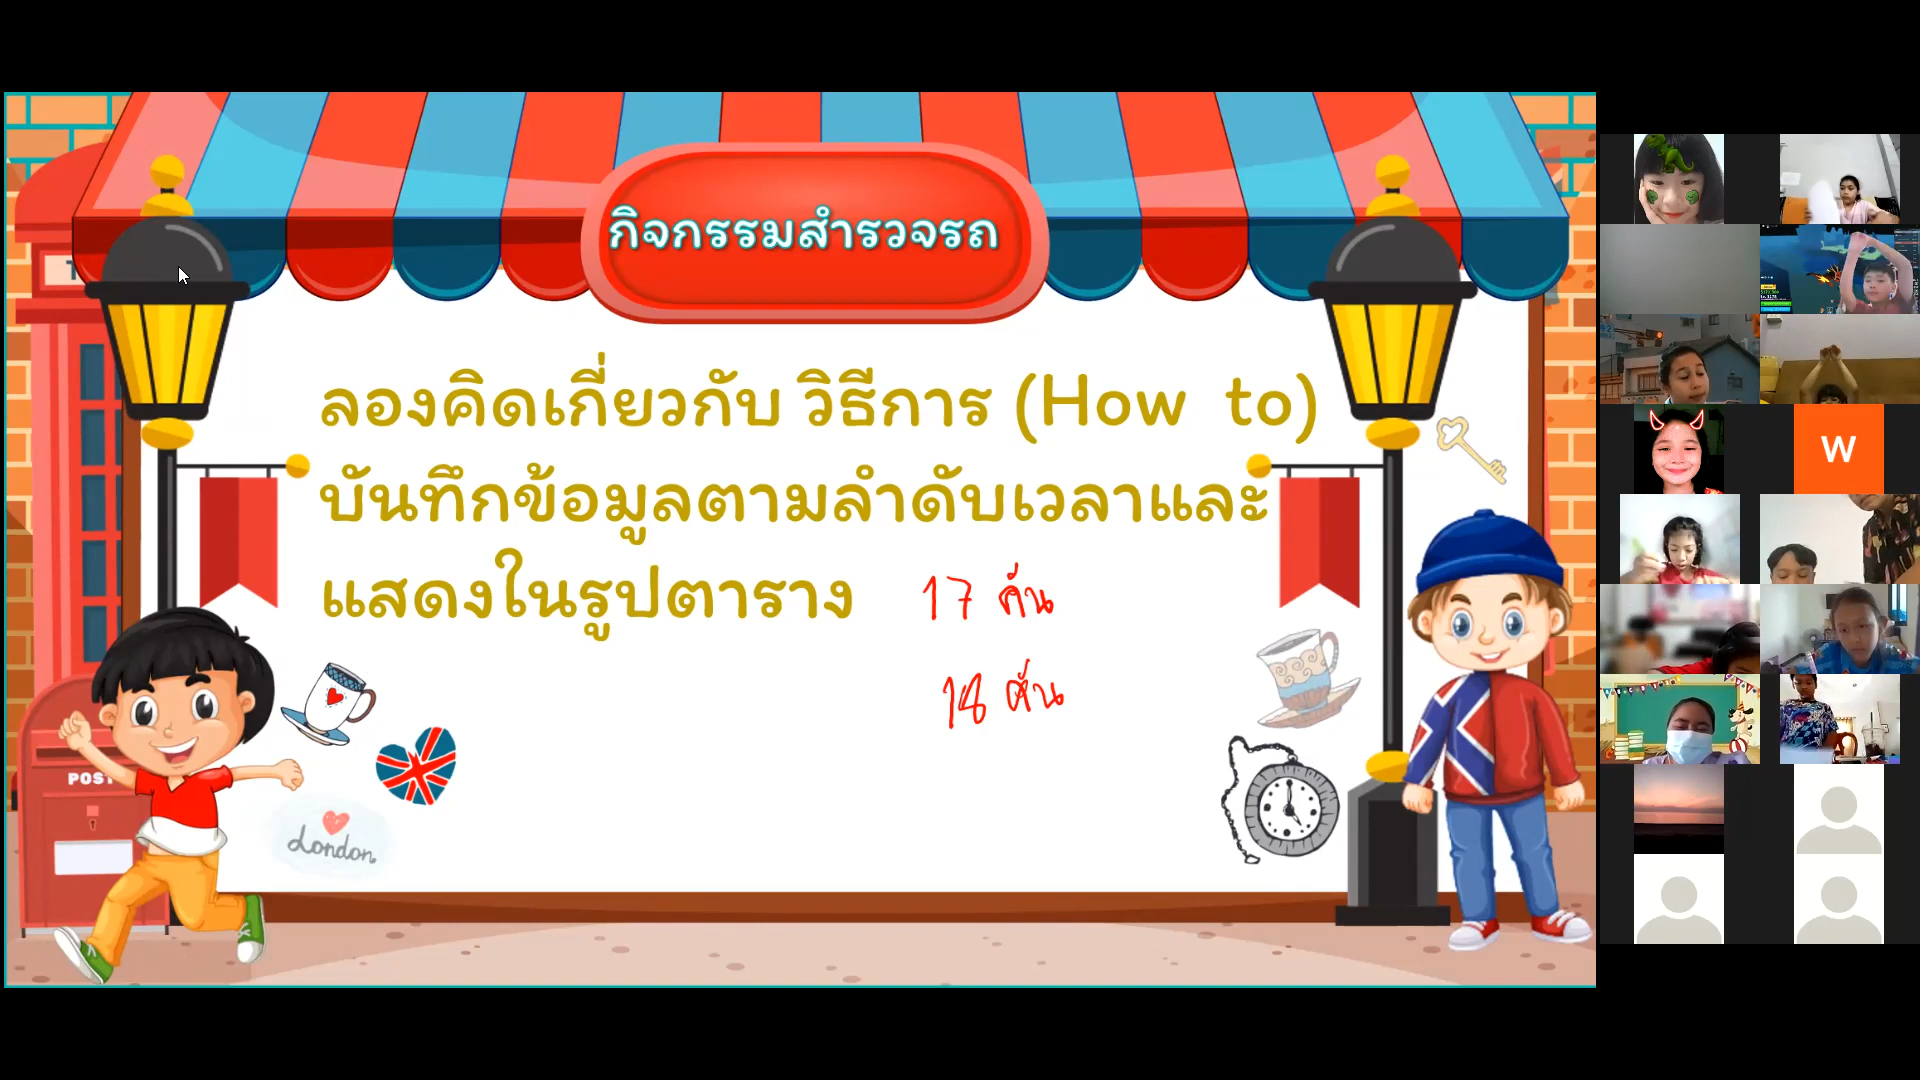 กิจกรรมสำรวจรถ
ลองคิดเกี่ยวกับ วิธีการ (How to)
บันทึกข้อมูลตามลำดับเวลาและ
แสดงในรูปตาราง
17 คัน
18 คัน
POST
London
W